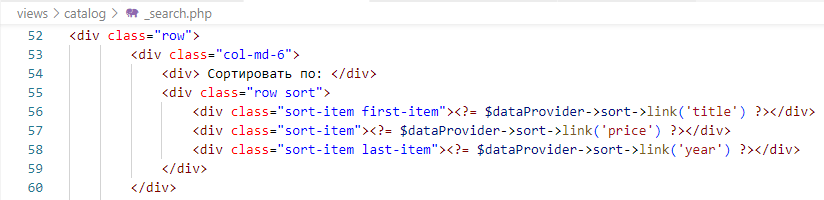 views > catalog > _search.php
52 <div class="row">
53 <div class="col-md-6">
54 <div> Сортировать по: </div>
55 <div class="row sort">
56 <div class="sort-item first-item"><?= $dataProvider->sort->link('title') ?></div>
57 <div class="sort-item"><?= $dataProvider->sort->link('price') ?></div>
58 <div class="sort-item last-item"><?= $dataProvider->sort->link('year') ?></div>
59 </div>
60 </div>